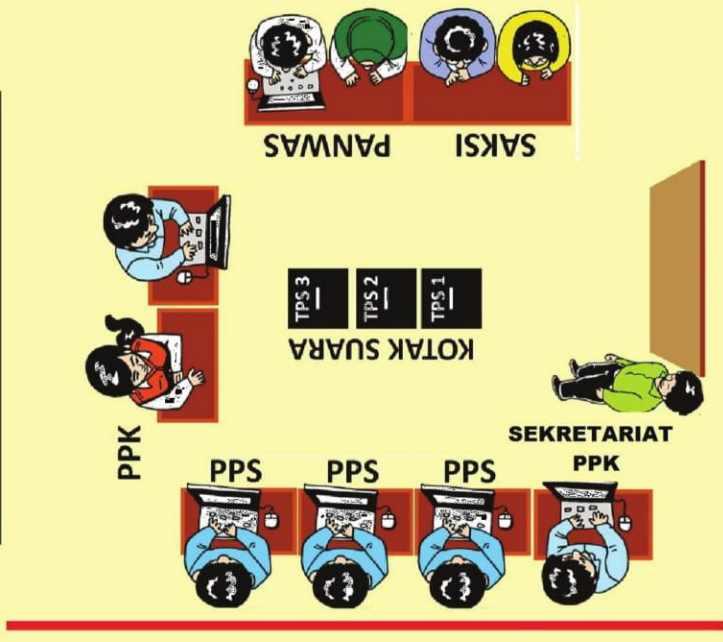 PANWAS
SAKSI
TPS 3
TPS 2
TPS 1
KOTAK SUARA
PPK
SEKRETARIAT
PPK
PPS
PPS
PPS